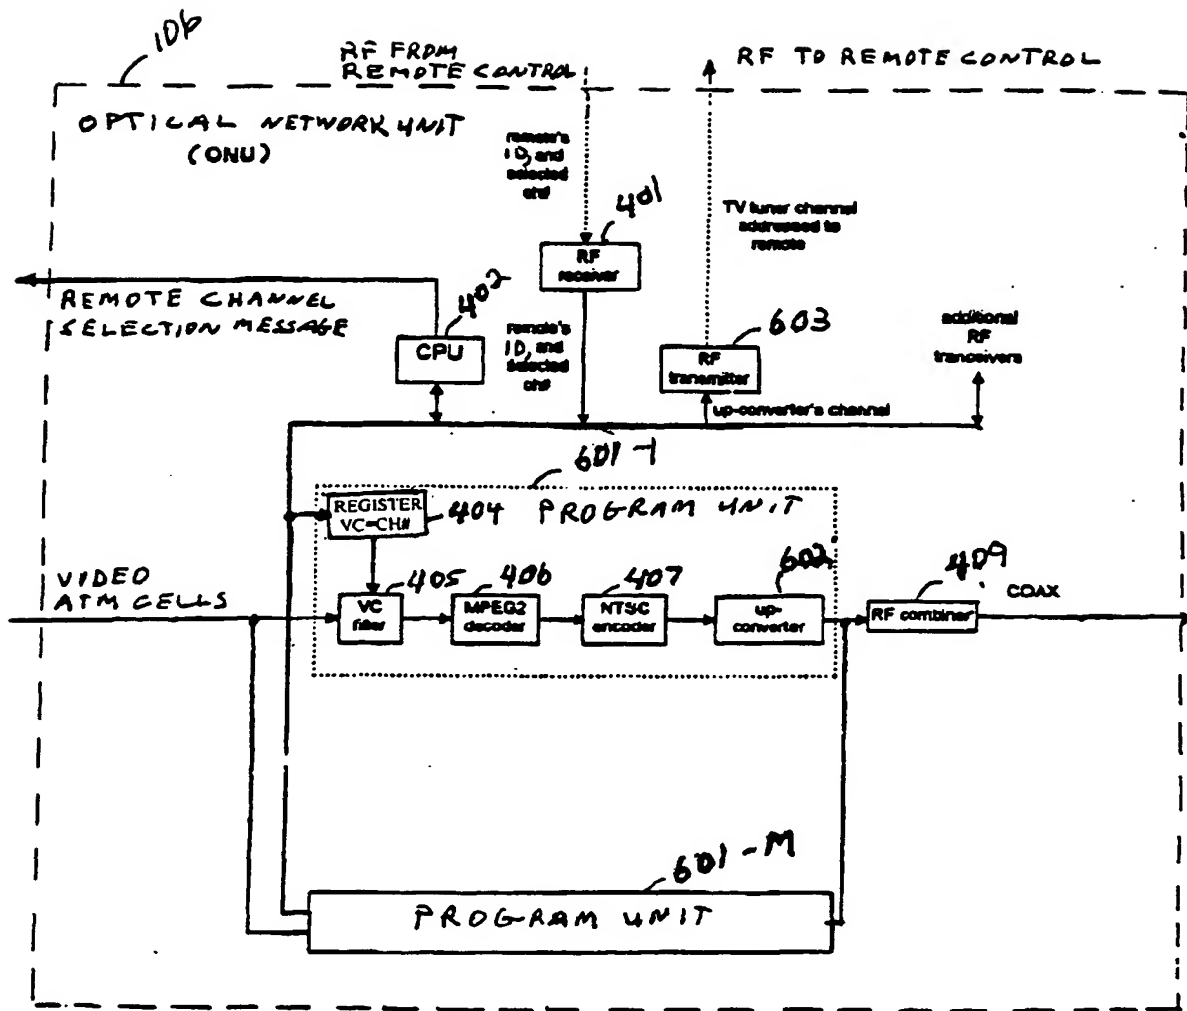 106
RF FROM
REMOTE CONTROL
RF TO REMOTE CONTROL
OPTICAL NETWORK UNIT
(ONU)
remote's
ID, and
selected
ch#
401
RF
receiver
TV tuner channel
addressed to
remote
REMOTE CHANNEL
SELECTION MESSAGE
402
CPU
remote's
ID, and
selected
ch#
603
RF
transmitter
additional
RF
tranceivers
up-converter's channel
601-1
REGISTER
VC=CH#
404
PROGRAM UNIT
VIDEO
ATM CELLS
405
VC
filter
406
MPEG2
decoder
407
NTSC
encoder
602
up-
converter
409
RF combiner
COAX
601-M
PROGRAM UNIT